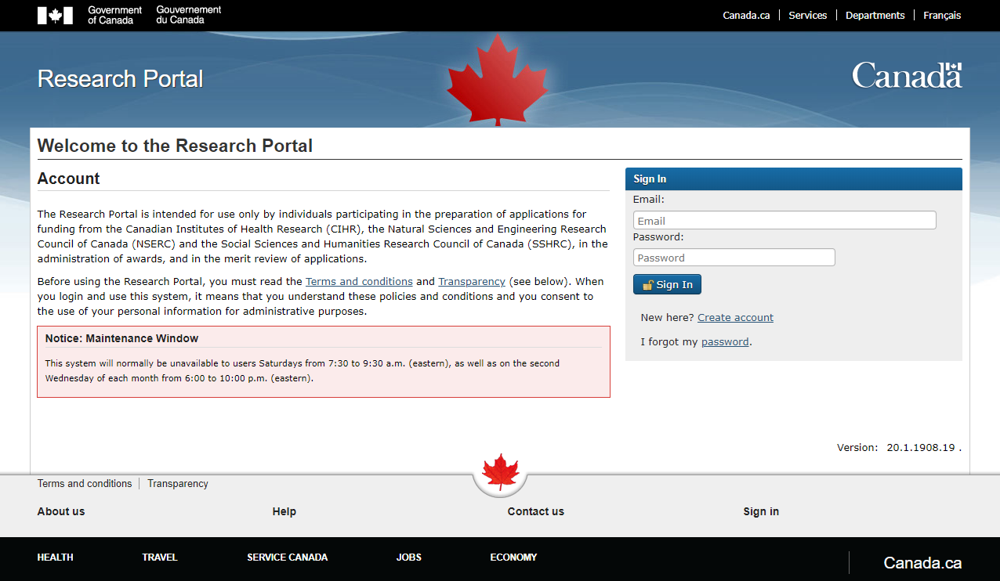 Government of Canada
Gouvernement du Canada
Canada.ca | Services | Departments | Français
Research Portal
Canada
Welcome to the Research Portal
Account
The Research Portal is intended for use only by individuals participating in the preparation of applications for
funding from the Canadian Institutes of Health Research (CIHR), the Natural Sciences and Engineering Research
Council of Canada (NSERC) and the Social Sciences and Humanities Research Council of Canada (SSHRC), in the
administration of awards, and in the merit review of applications.
Before using the Research Portal, you must read the Terms and conditions and Transparency (see below). When
you login and use this system, it means that you understand these policies and conditions and you consent to
the use of your personal information for administrative purposes.
Notice: Maintenance Window
This system will normally be unavailable to users Saturdays from 7:30 to 9:30 a.m. (eastern), as well as on the second
Wednesday of each month from 6:00 to 10:00 p.m. (eastern).
Sign In
Email:
Email
Password:
Password
Sign In
New here? Create account
I forgot my password.
Version: 20.1.1908.19 .
Terms and conditions | Transparency
About us
Help
Contact us
Sign in
HEALTH
TRAVEL
SERVICE CANADA
JOBS
ECONOMY
Canada.ca